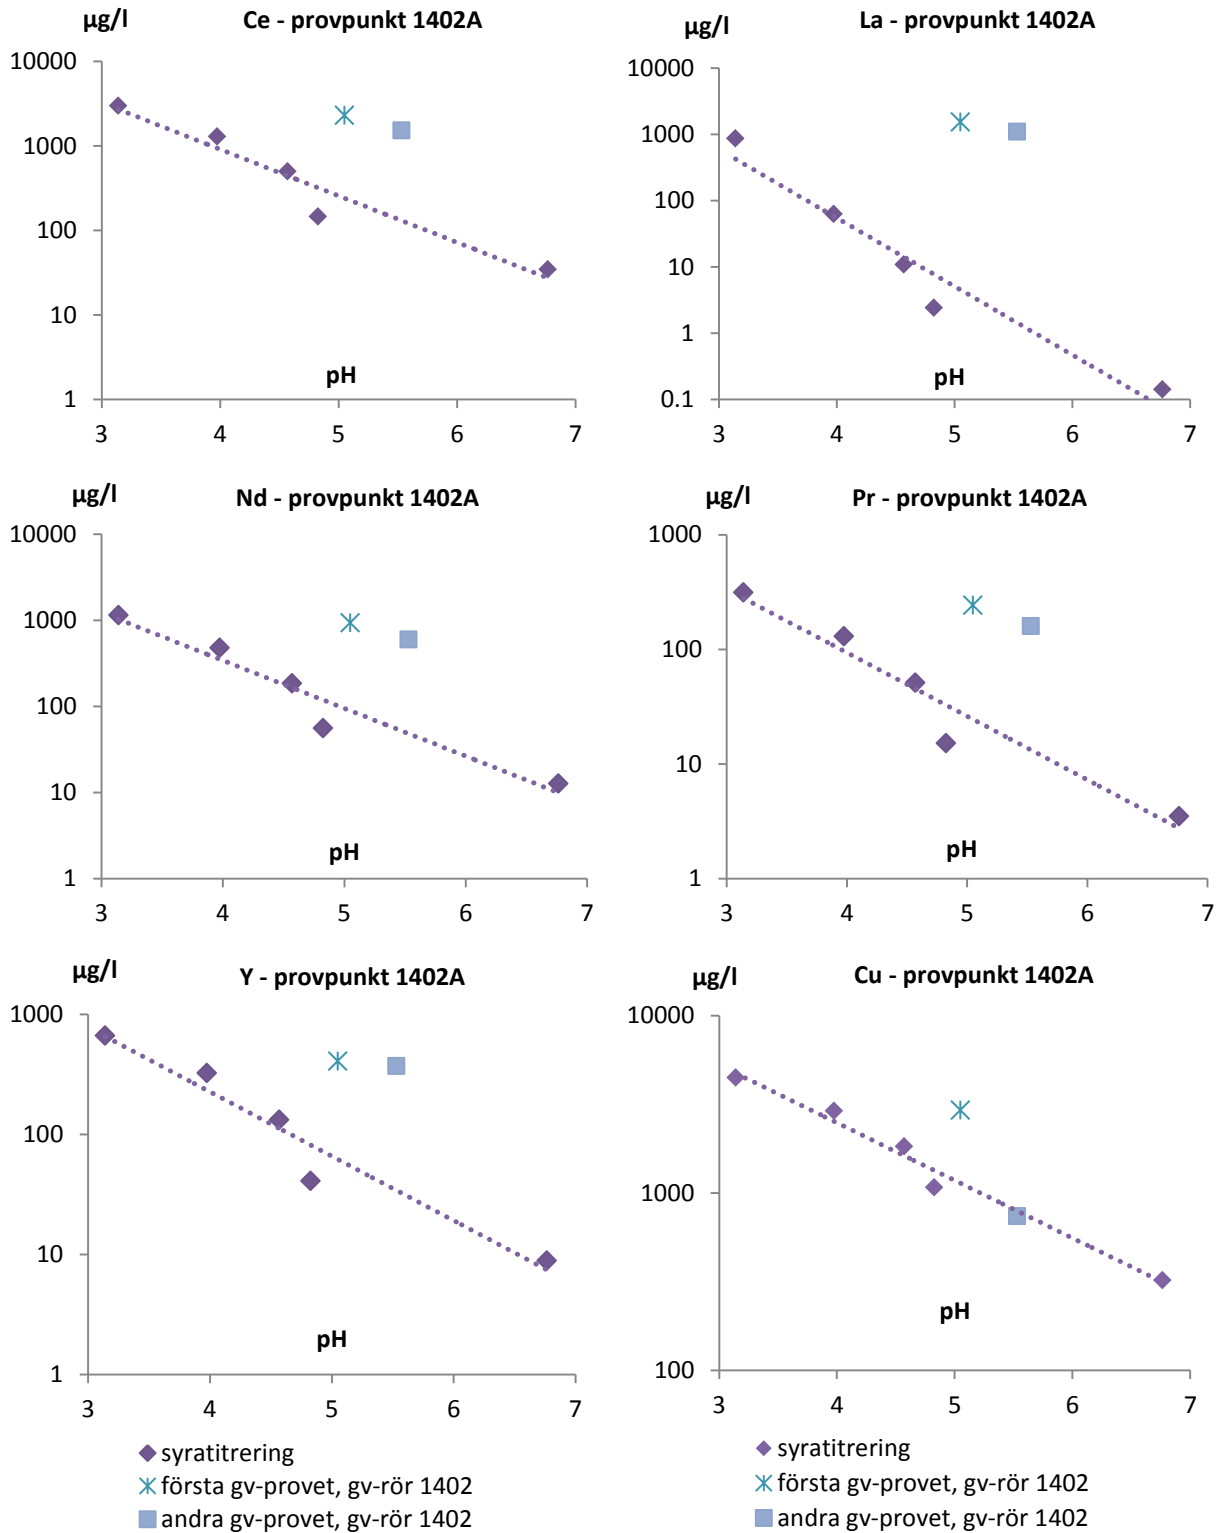 µg/l
Ce - provpunkt 1402A
10000
1000
100
10
1
pH
3 4 5 6 7
µg/l
La - provpunkt 1402A
10000
1000
100
10
1
0.1
pH
3 4 5 6 7
µg/l
Nd - provpunkt 1402A
10000
1000
100
10
1
pH
3 4 5 6 7
µg/l
Pr - provpunkt 1402A
1000
100
10
1
pH
3 4 5 6 7
µg/l
Y - provpunkt 1402A
1000
100
10
1
pH
3 4 5 6 7
syratitrering
första gv-provet, gv-rör 1402
andra gv-provet, gv-rör 1402
µg/l
Cu - provpunkt 1402A
10000
1000
100
pH
3 4 5 6 7
syratitrering
första gv-provet, gv-rör 1402
andra gv-provet, gv-rör 1402